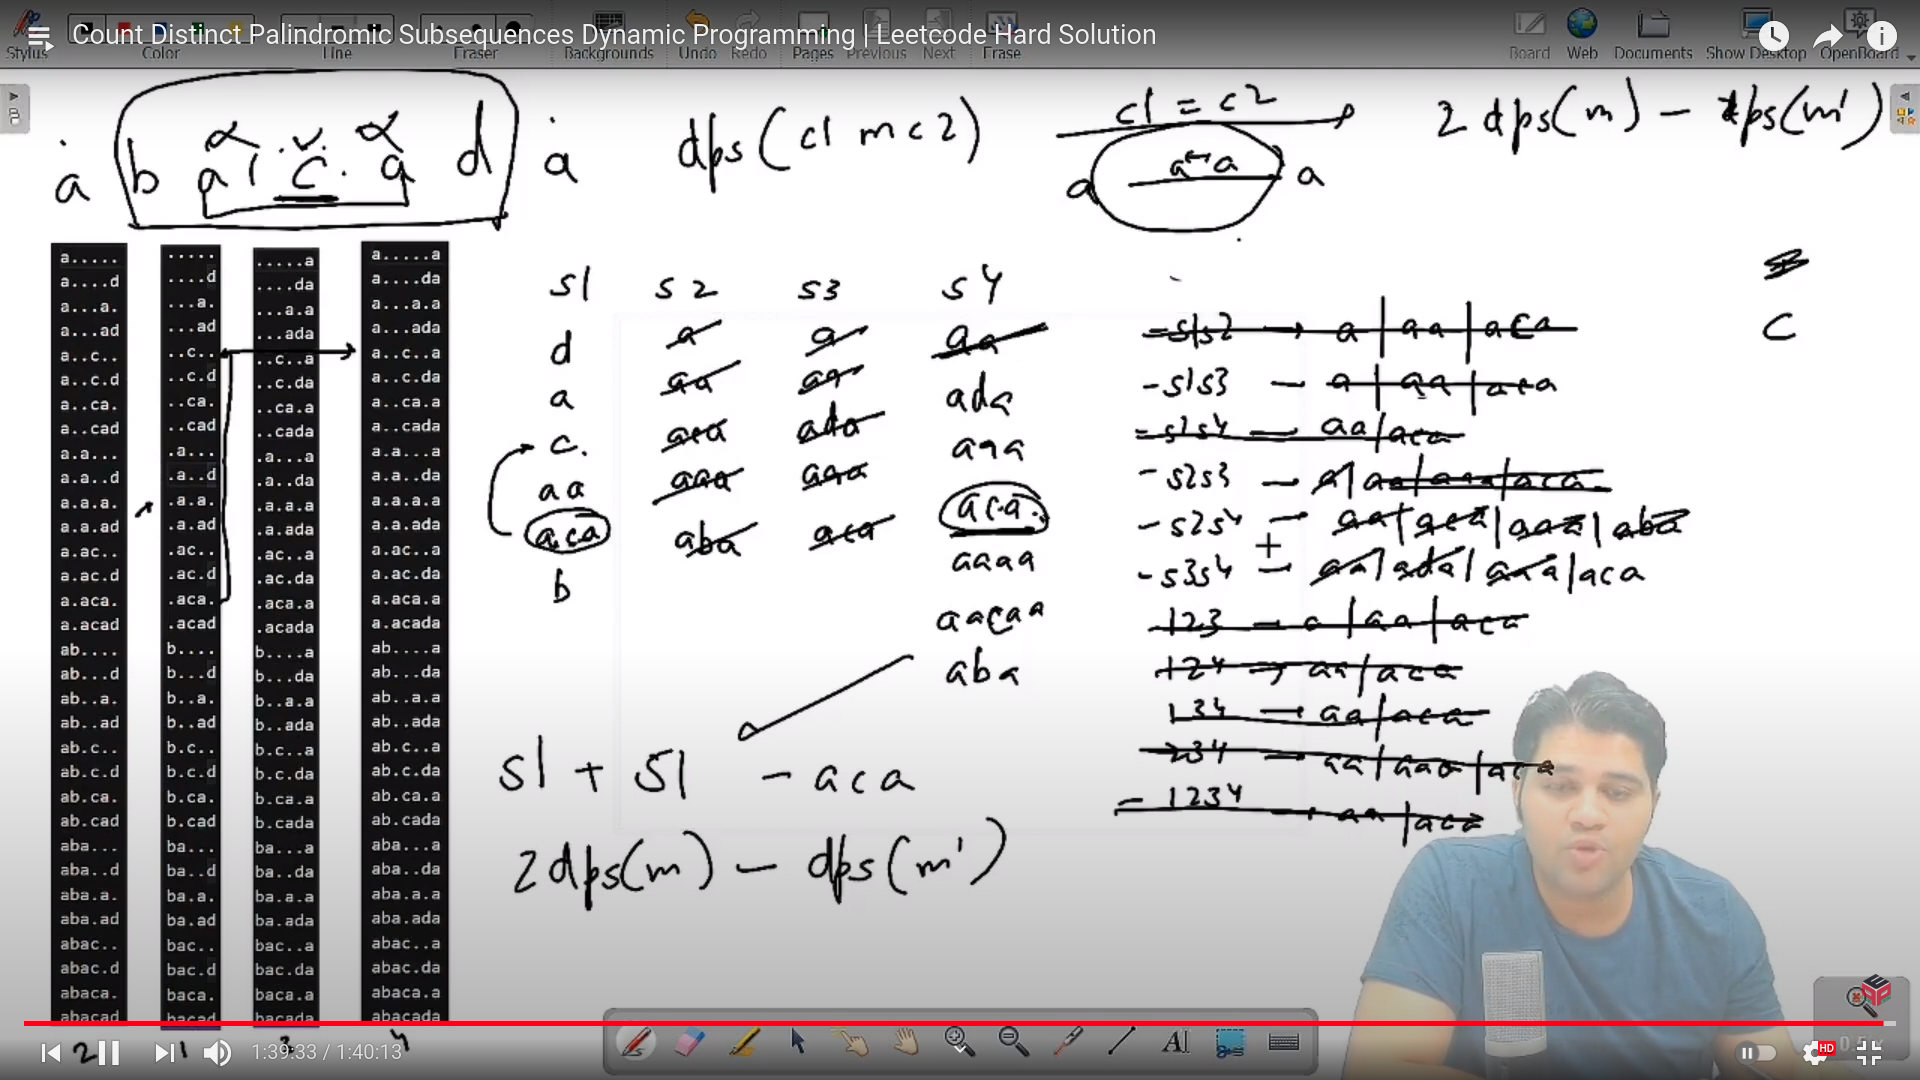 Count Distinct Palindromic Subsequences Dynamic Programming | Leetcode Hard Solution
Stylus Color Line Eraser Backgrounds Undo Redo Pages Previous Next Erase Board Web Documents Show Desktop OpenBoard
a b a c a d a
dps(c1 m c2)
c1 = c2
a a a a
2 dps(m) - dps(m')
a.....
a....d
a...a.
a...ad
a..c..
a..c.d
a..ca.
a..cad
a.a...
a.a..d
a.a.a.
a.a.ad
a.ac..
a.ac.d
a.aca.
a.acad
ab....
ab...d
ab..a.
ab..ad
ab.c..
ab.c.d
ab.ca.
ab.cad
aba...
aba..d
aba.a.
aba.ad
abac..
abac.d
abaca.
abacad
.....
....d
...a.
...ad
..c..
..c.d
..ca.
..cad
.a...
.a..d
.a.a.
.a.ad
.ac..
.ac.d
.aca.
.acad
b....
b...d
b..a.
b..ad
b.c..
b.c.d
b.ca.
b.cad
ba...
ba..d
ba.a.
ba.ad
bac..
bac.d
baca.
bacad
.....a
....da
...a.a
...ada
..c..a
..c.da
..ca.a
..cada
.a...a
.a..da
.a.a.a
.a.ada
.ac..a
.ac.da
.aca.a
.acada
b....a
b...da
b..a.a
b..ada
b.c..a
b.c.da
b.ca.a
b.cada
ba...a
ba..da
ba.a.a
ba.ada
bac..a
bac.da
baca.a
bacada
a.....a
a....da
a...a.a
a...ada
a..c..a
a..c.da
a..ca.a
a..cada
a.a...a
a.a..da
a.a.a.a
a.a.ada
a.ac..a
a.ac.da
a.aca.a
a.acada
ab....a
ab...da
ab..a.a
ab..ada
ab.c..a
ab.c.da
ab.ca.a
ab.cada
aba...a
aba..da
aba.a.a
aba.ada
abac..a
abac.da
abaca.a
abacada
2 1 3 4
s1 s2 s3 s4
d a a aa
a aa aa ada
c. aca ada aaa
aa aaa aaa aca
aca aba aca aaaa
b aacaa
aba
- s1s2 → a | aa | aca
- s1s3 - a | aa | aca
- s1s4 - aa | aca
- s2s3 - a | aa | aaa | aca
- s2s4 - aa | aca | aaa | aba
+
- s3s4 - aa | ada | aaa | aca
123 - a | aa | aca
124 → aa | aca
134 → aa | aca
234 - aa | aaa | aca
- 1234 → aa | aca
C
s1 + s1 - aca
2dps(m) - dps(m')
1:39:33 / 1:40:13
HD